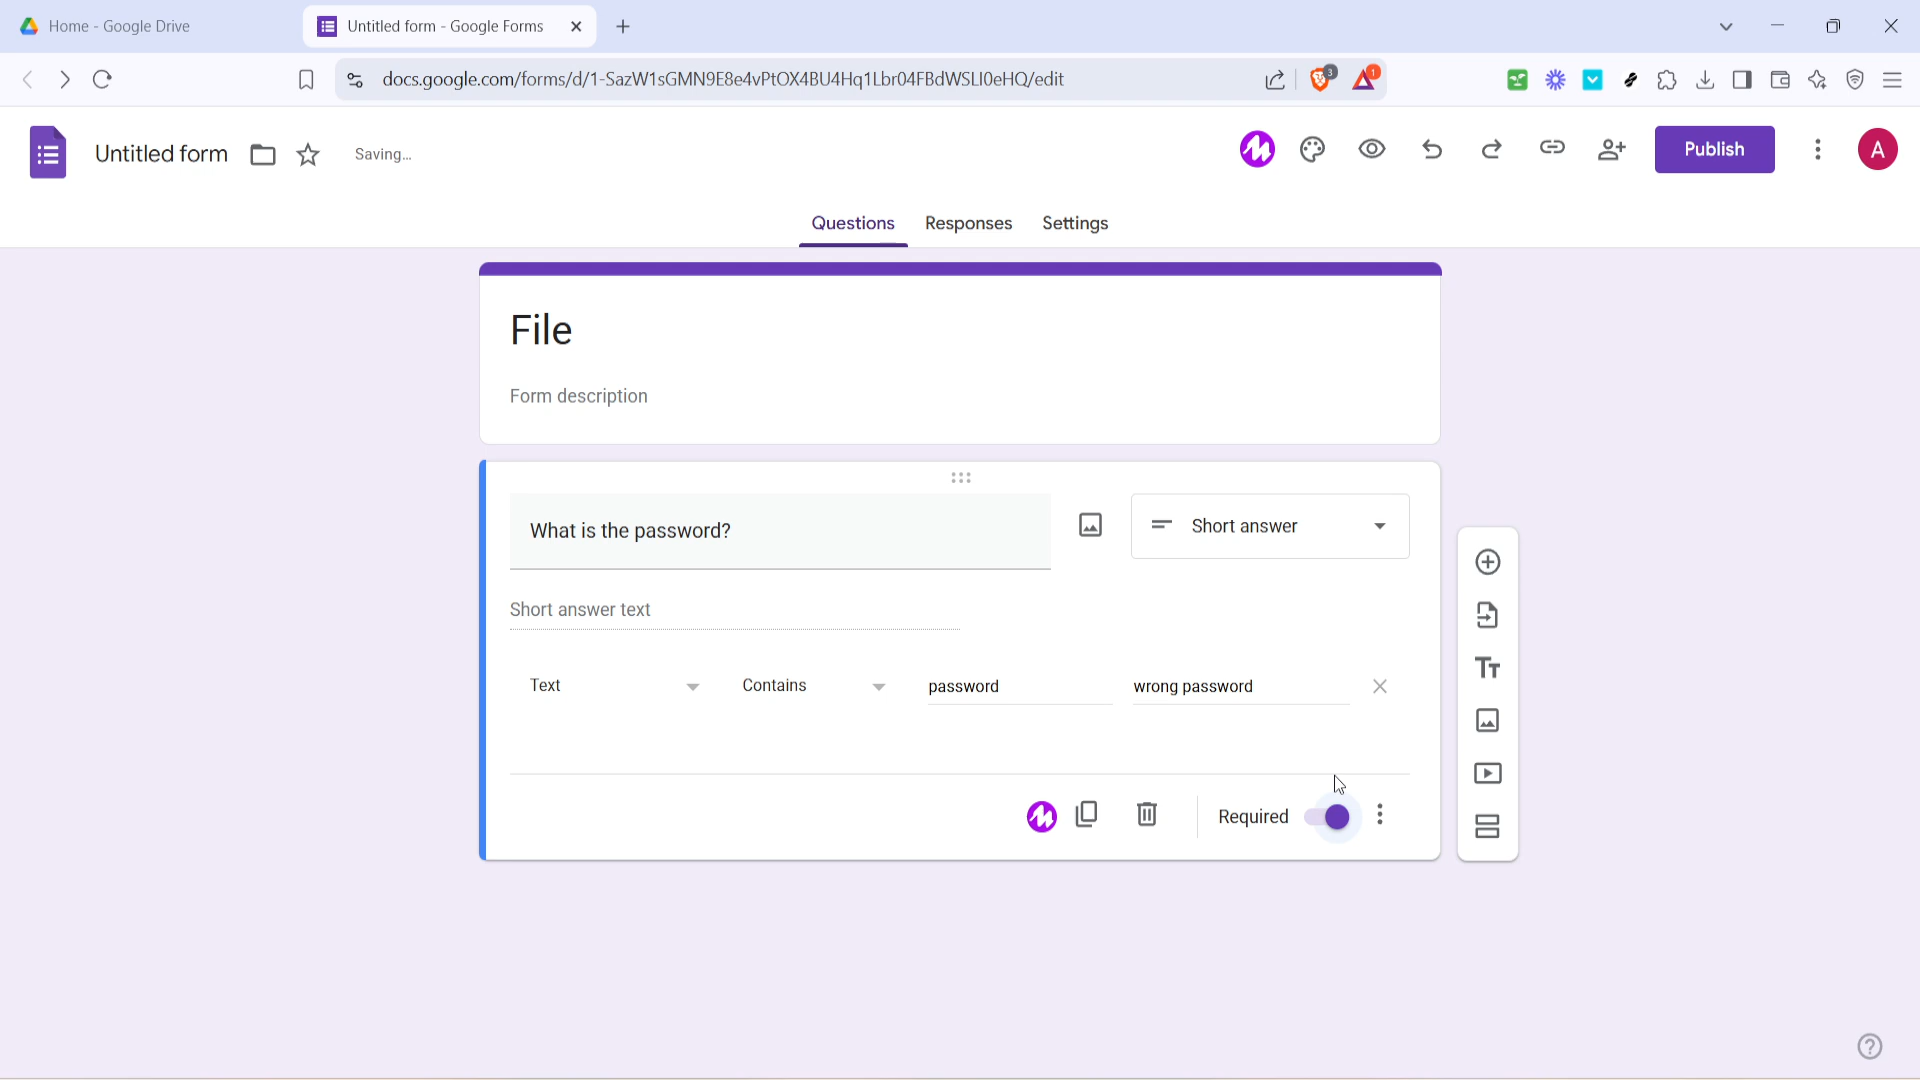 Home - Google Drive
Untitled form - Google Forms
docs.google.com/forms/d/1-SazW1sGMN9E8e4vPtOX4BU4Hq1Lbr04FBdWSLI0eHQ/edit
3
1
Untitled form
Saving...
Publish
A
Questions
Responses
Settings
File
Form description
What is the password?
Short answer
Short answer text
Text
Contains
password
wrong password
Required